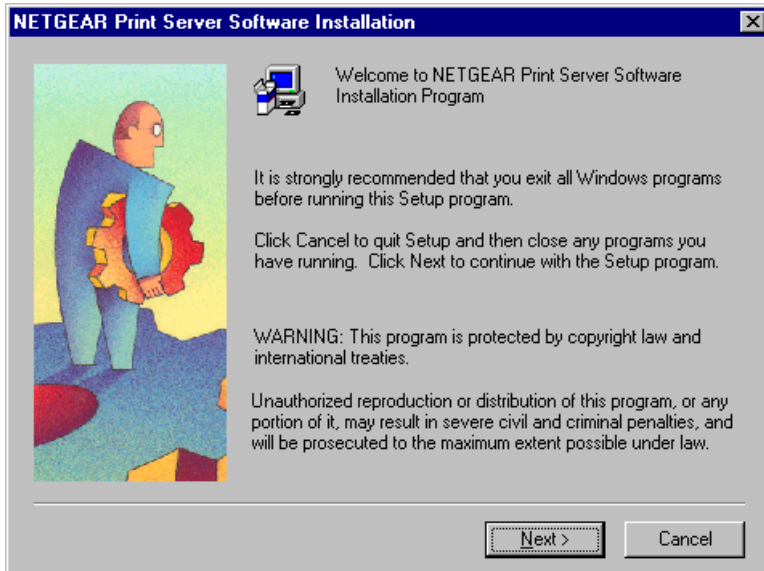 NETGEAR Print Server Software Installation
Welcome to NETGEAR Print Server Software
Installation Program
It is strongly recommended that you exit all Windows programs
before running this Setup program.
Click Cancel to quit Setup and then close any programs you
have running. Click Next to continue with the Setup program.
WARNING: This program is protected by copyright law and
international treaties.
Unauthorized reproduction or distribution of this program, or any
portion of it, may result in severe civil and criminal penalties, and
will be prosecuted to the maximum extent possible under law.
Next >
Cancel